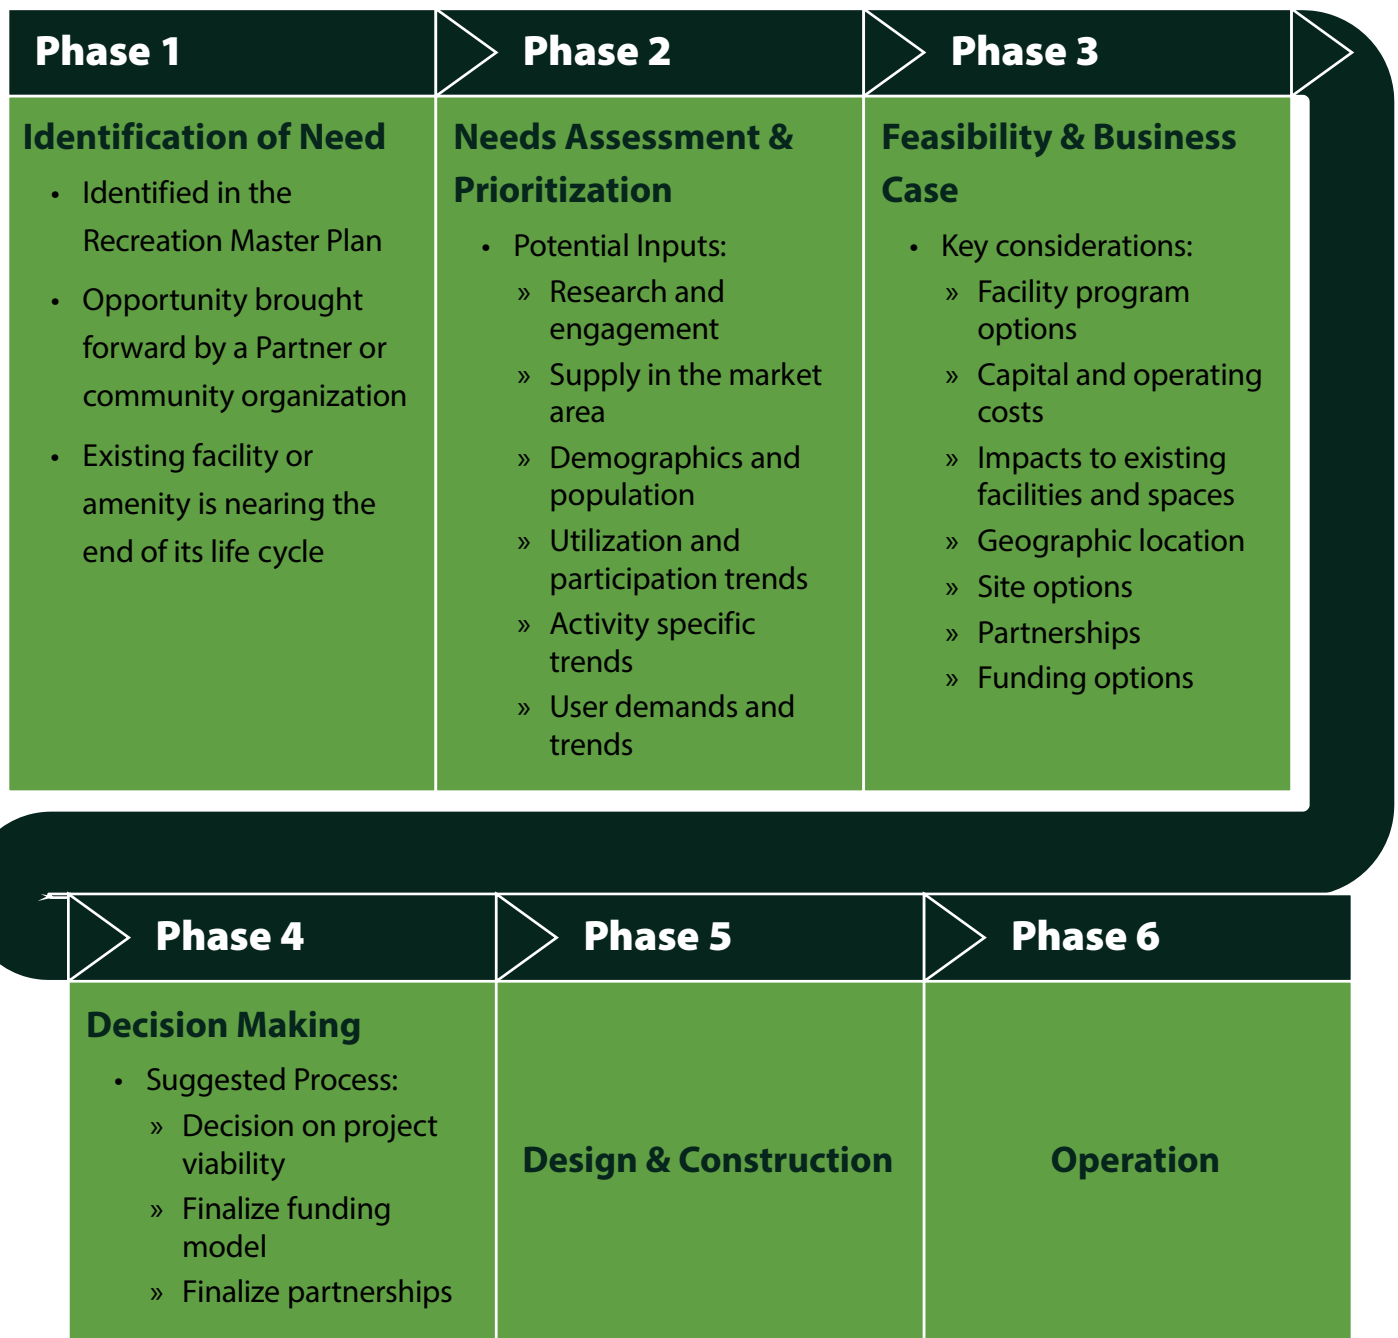 Phase 1
Identification of Need
• Identified in the
Recreation Master Plan
• Opportunity brought
forward by a Partner or
community organization
• Existing facility or
amenity is nearing the
end of its life cycle
Phase 2
Needs Assessment &
Prioritization
• Potential Inputs:
» Research and
engagement
» Supply in the market
area
» Demographics and
population
» Utilization and
participation trends
» Activity specific
trends
» User demands and
trends
Phase 3
Feasibility & Business
Case
• Key considerations:
» Facility program
options
» Capital and operating
costs
» Impacts to existing
facilities and spaces
» Geographic location
» Site options
» Partnerships
» Funding options
Phase 4
Decision Making
• Suggested Process:
» Decision on project
viability
» Finalize funding
model
» Finalize partnerships
Phase 5
Design & Construction
Phase 6
Operation